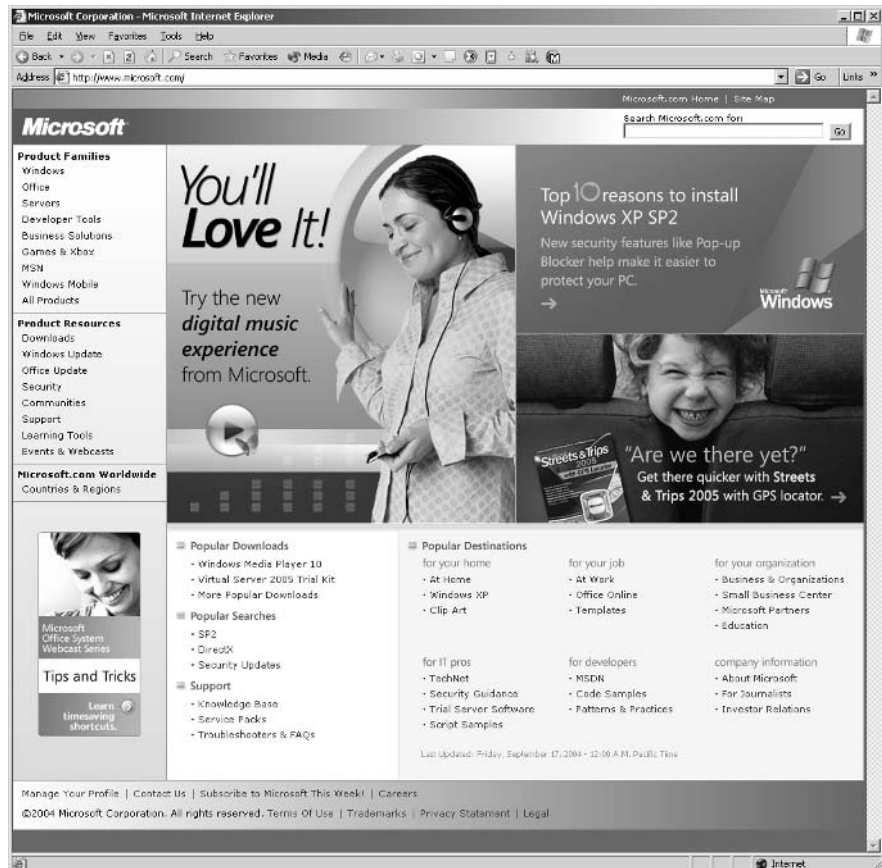 Microsoft Corporation - Microsoft Internet Explorer
File Edit View Favorites Tools Help
Back Search Favorites Media
Address http://www.microsoft.com/ Go Links »
Microsoft.com Home | Site Map
Microsoft
Search Microsoft.com for:
Go
Product Families
Windows
Office
Servers
Developer Tools
Business Solutions
Games & Xbox
MSN
Windows Mobile
All Products
Product Resources
Downloads
Windows Update
Office Update
Security
Communities
Support
Learning Tools
Events & Webcasts
Microsoft.com Worldwide
Countries & Regions
Microsoft
Office System
Webcast Series
Tips and Tricks
Learn
timesaving
shortcuts.
You'll
Love It!
Try the new
digital music
experience
from Microsoft.
Top 10 reasons to install
Windows XP SP2
New security features like Pop-up
Blocker help make it easier to
protect your PC.
Microsoft
Windows
Streets & Trips
2005
with GPS Locator
"Are we there yet?"
Get there quicker with Streets
& Trips 2005 with GPS locator.
Popular Downloads
· Windows Media Player 10
· Virtual Server 2005 Trial Kit
· More Popular Downloads
Popular Searches
· SP2
· DirectX
· Security Updates
Support
· Knowledge Base
· Service Packs
· Troubleshooters & FAQs
Popular Destinations
for your home
· At Home
· Windows XP
· Clip Art
for your job
· At Work
· Office Online
· Templates
for your organization
· Business & Organizations
· Small Business Center
· Microsoft Partners
· Education
for IT pros
· TechNet
· Security Guidance
· Trial Server Software
· Script Samples
for developers
· MSDN
· Code Samples
· Patterns & Practices
company information
· About Microsoft
· For Journalists
· Investor Relations
Last Updated: Friday, September 17, 2004 - 12:00 A.M. Pacific Time
Manage Your Profile | Contact Us | Subscribe to Microsoft This Week! | Careers
©2004 Microsoft Corporation. All rights reserved. Terms Of Use | Trademarks | Privacy Statement | Legal
Internet